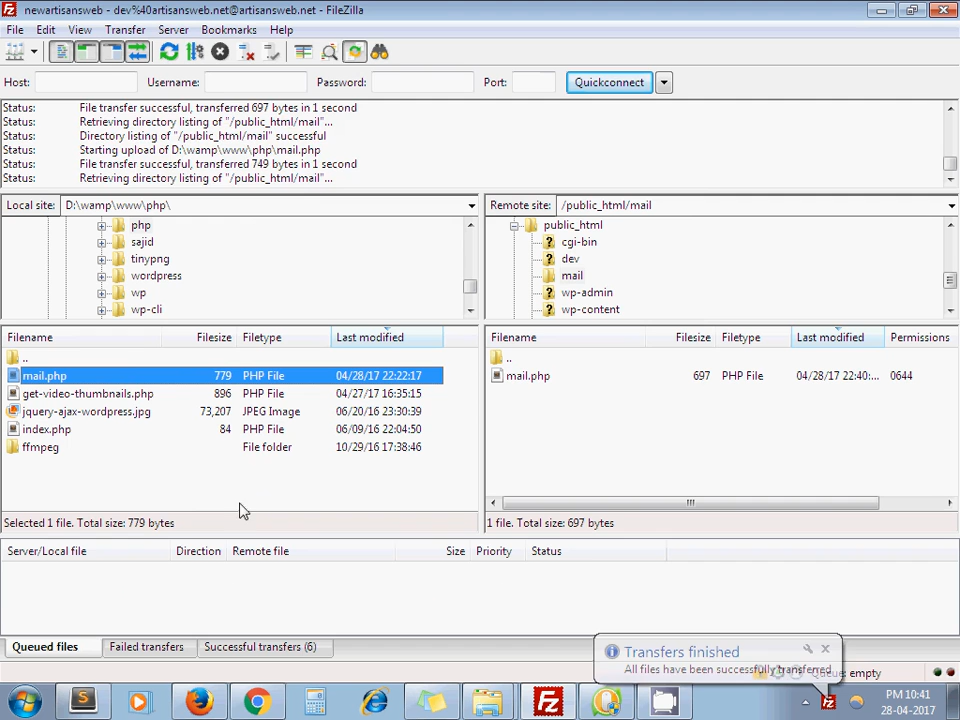 newartisansweb - dev%40artisansweb.net@artisansweb.net - FileZilla
File Edit View Transfer Server Bookmarks Help
Host: Username: Password: Port: Quickconnect
Status: File transfer successful, transferred 697 bytes in 1 second
Status: Retrieving directory listing of "/public_html/mail"...
Status: Directory listing of "/public_html/mail" successful
Status: Starting upload of D:\wamp\www\php\mail.php
Status: File transfer successful, transferred 749 bytes in 1 second
Status: Retrieving directory listing of "/public_html/mail"...
Local site: D:\wamp\www\php\
php
sajid
tinypng
wordpress
wp
wp-cli
Remote site: /public_html/mail
public_html
cgi-bin
dev
mail
wp-admin
wp-content
Filename Filesize Filetype Last modified
..
mail.php 779 PHP File 04/28/17 22:22:17
get-video-thumbnails.php 896 PHP File 04/27/17 16:35:15
jquery-ajax-wordpress.jpg 73,207 JPEG Image 06/20/16 23:30:39
index.php 84 PHP File 06/09/16 22:04:50
ffmpeg File folder 10/29/16 17:38:46
Selected 1 file. Total size: 779 bytes
Filename Filesize Filetype Last modified Permissions
..
mail.php 697 PHP File 04/28/17 22:40:... 0644
1 file. Total size: 697 bytes
Server/Local file Direction Remote file Size Priority Status
Queued files Failed transfers Successful transfers (6)
Transfers finished
All files have been successfully transferred
Queue: empty
PM 10:41
28-04-2017